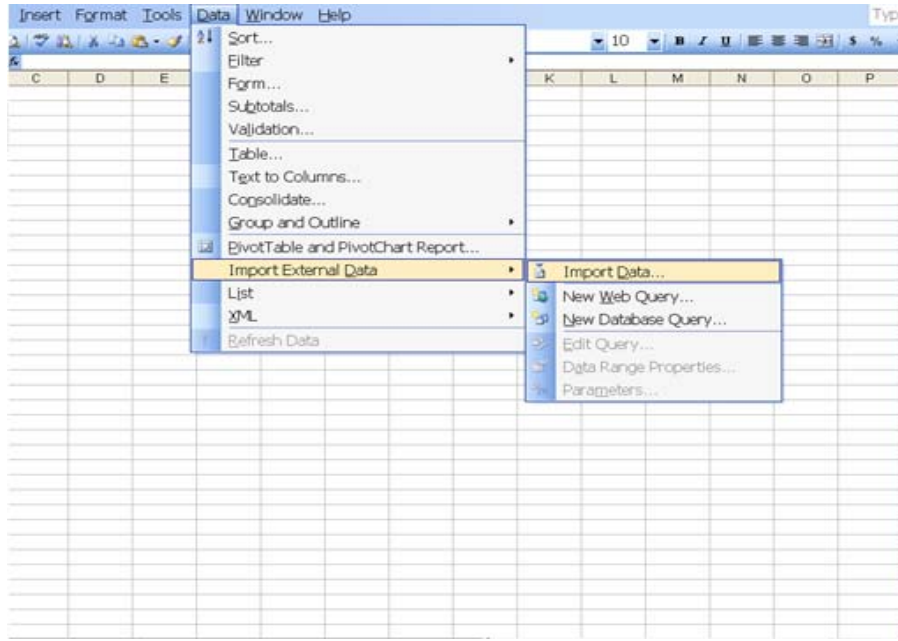 Insert Format Tools Data Window Help Typ
10 B I U $ %
fx
C D E K L M N O P
Sort...
Filter
Form...
Subtotals...
Validation...
Table...
Text to Columns...
Consolidate...
Group and Outline
PivotTable and PivotChart Report...
Import External Data
List
XML
Refresh Data
Import Data...
New Web Query...
New Database Query...
Edit Query...
Data Range Properties...
Parameters...